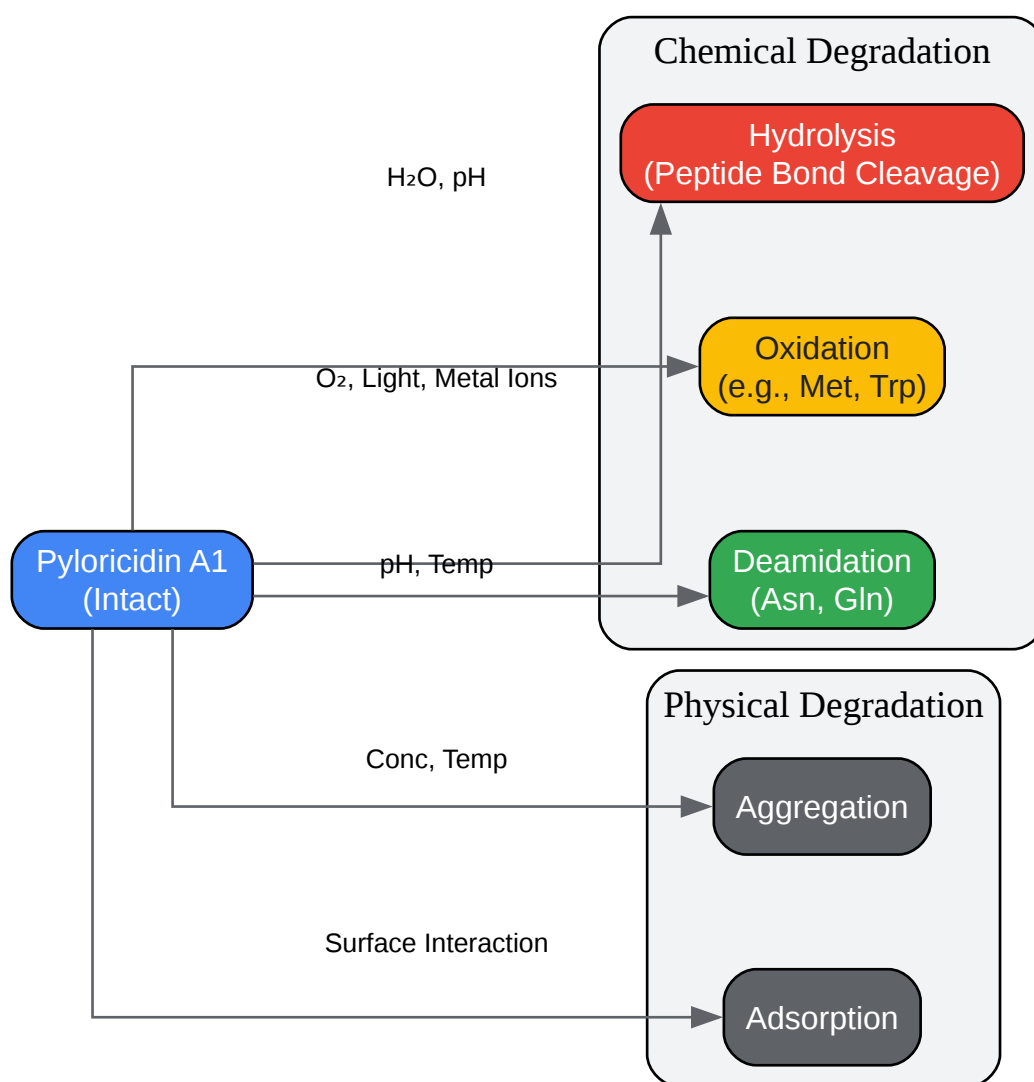 Chemical Degradation
Hydrolysis
(Peptide Bond Cleavage)
H₂O, pH
Oxidation
(e.g., Met, Trp)
O₂, Light, Metal Ions
Pyloricidin A1
(Intact)
pH, Temp
Deamidation
(Asn, Gln)
Physical Degradation
Conc, Temp
Aggregation
Surface Interaction
Adsorption